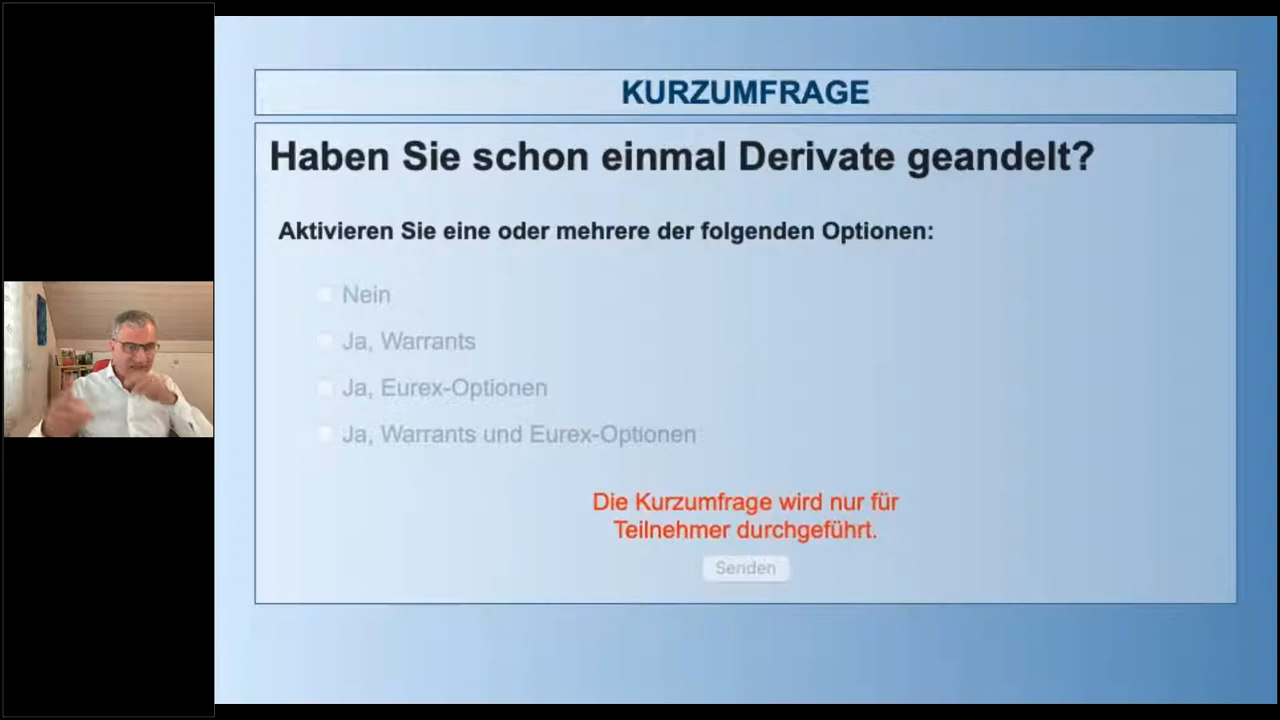 KURZUMFRAGE
Haben Sie schon einmal Derivate geandelt?
Aktivieren Sie eine oder mehrere der folgenden Optionen:
Nein
Ja, Warrants
Ja, Eurex-Optionen
Ja, Warrants und Eurex-Optionen
Die Kurzumfrage wird nur für
Teilnehmer durchgeführt.
Senden